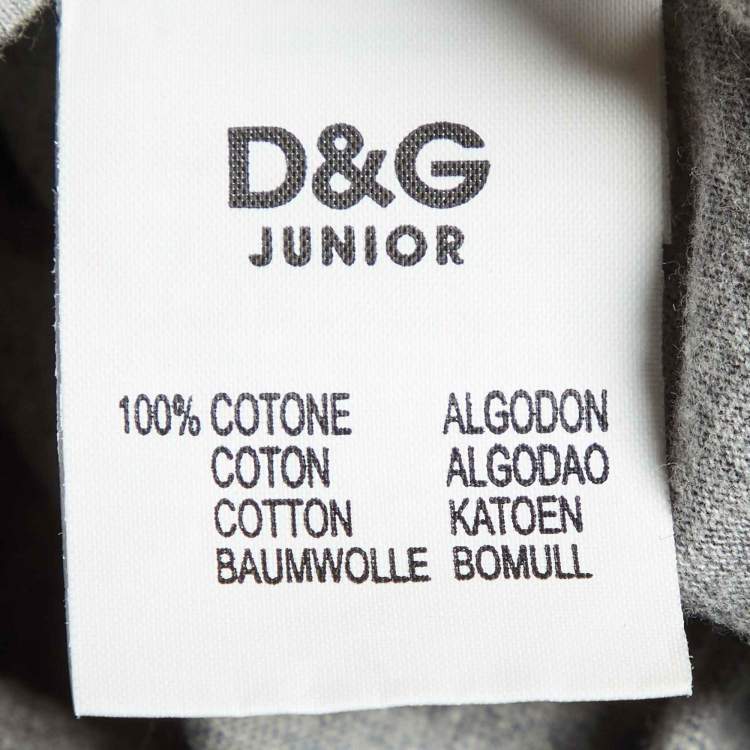 D&G
JUNIOR
100% COTONE ALGODON
COTON ALGODAO
COTTON KATOEN
BAUMWOLLE BOMULL